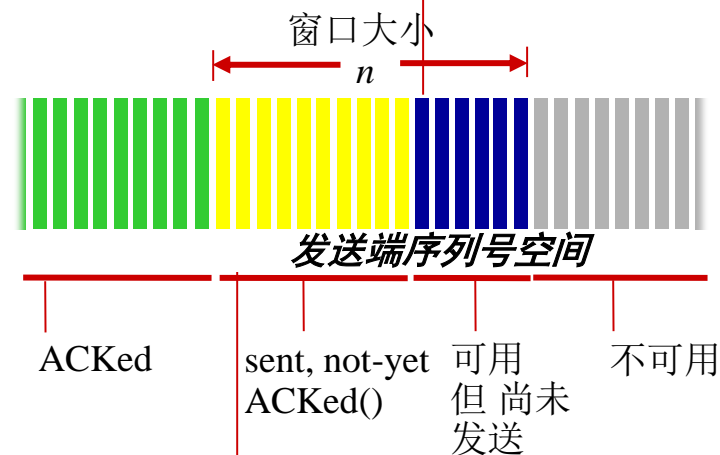 窗口大小
n
发送端序列号空间
ACKed
sent, not-yet
ACKed()
可用
但 尚未
发送
不可用